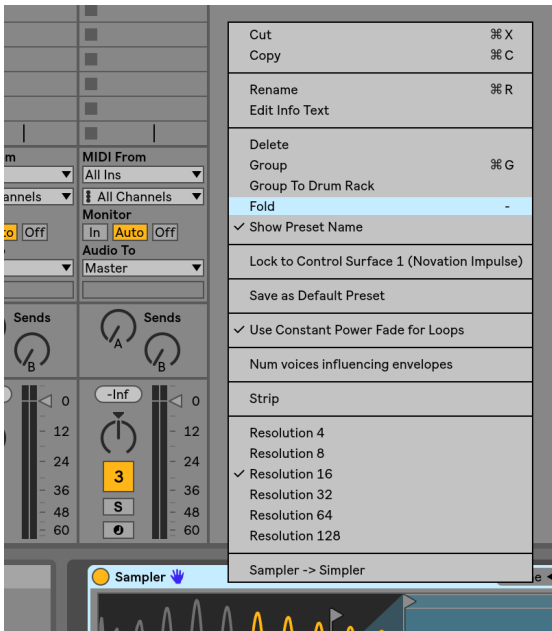 Cut ⌘ X
Copy ⌘ C
Rename ⌘ R
Edit Info Text
Delete
Group ⌘ G
Group To Drum Rack
Fold -
✓ Show Preset Name
Lock to Control Surface 1 (Novation Impulse)
Save as Default Preset
✓ Use Constant Power Fade for Loops
Num voices influencing envelopes
Strip
Resolution 4
Resolution 8
✓ Resolution 16
Resolution 32
Resolution 64
Resolution 128
Sampler -> Simpler
m
annels
to Off
Sends
B
0
12
24
36
48
60
MIDI From
All Ins
All Channels
Monitor
In Auto Off
Audio To
Master
Sends
A
B
-Inf
0
12
24
36
48
60
3
S
Sampler
e